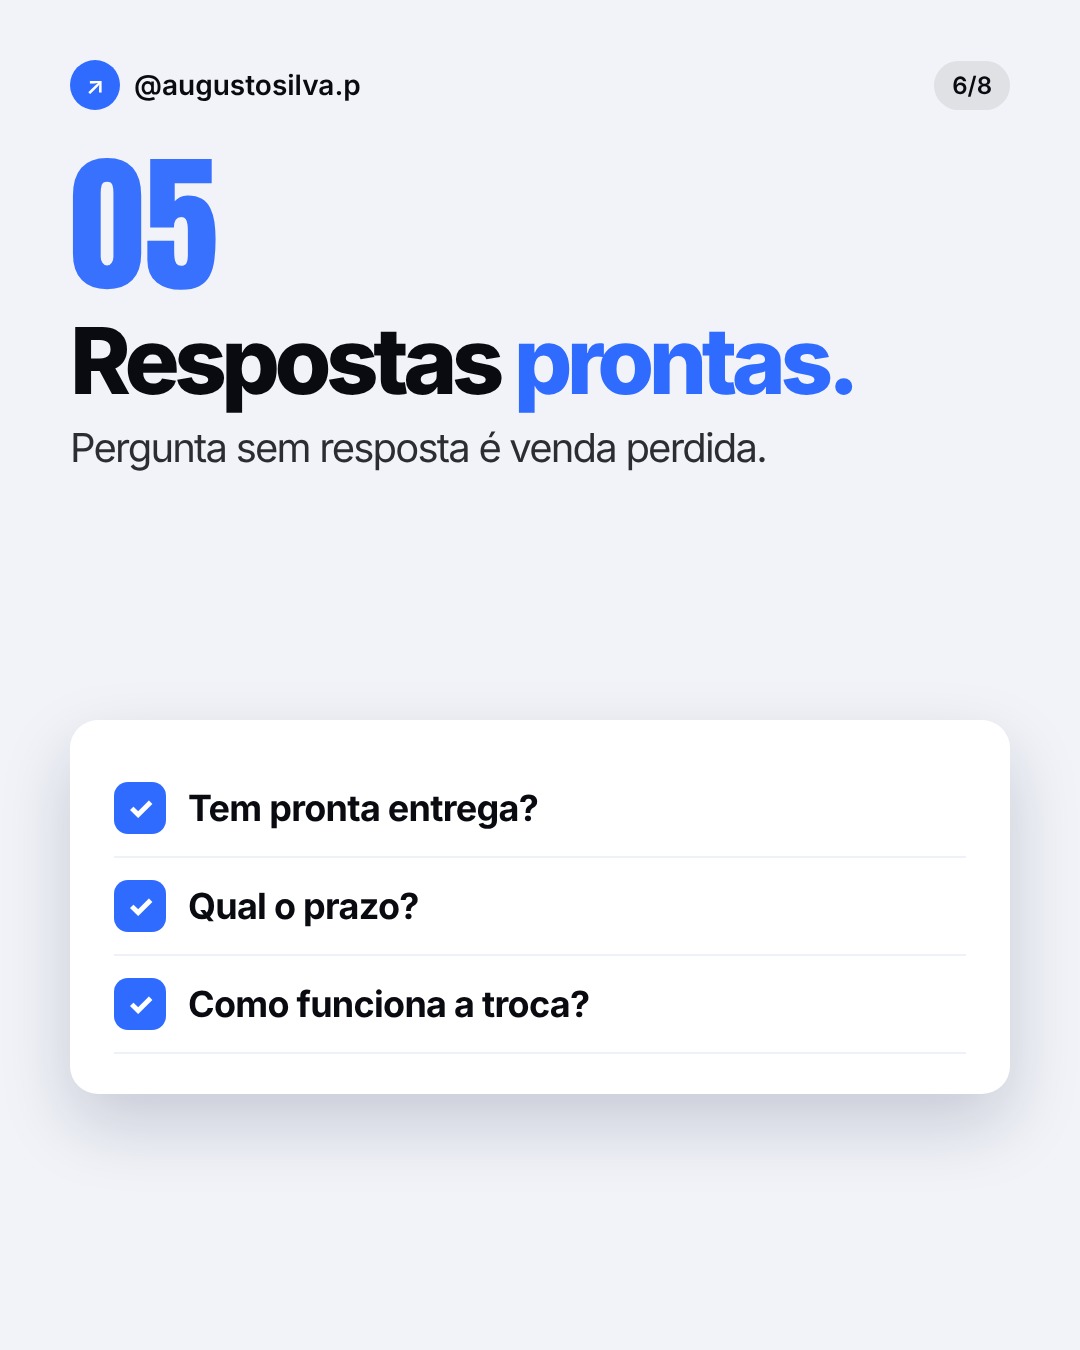 @augustosilva.p
6/8
05
Respostas prontas.
Pergunta sem resposta é venda perdida.
Tem pronta entrega?
Qual o prazo?
Como funciona a troca?